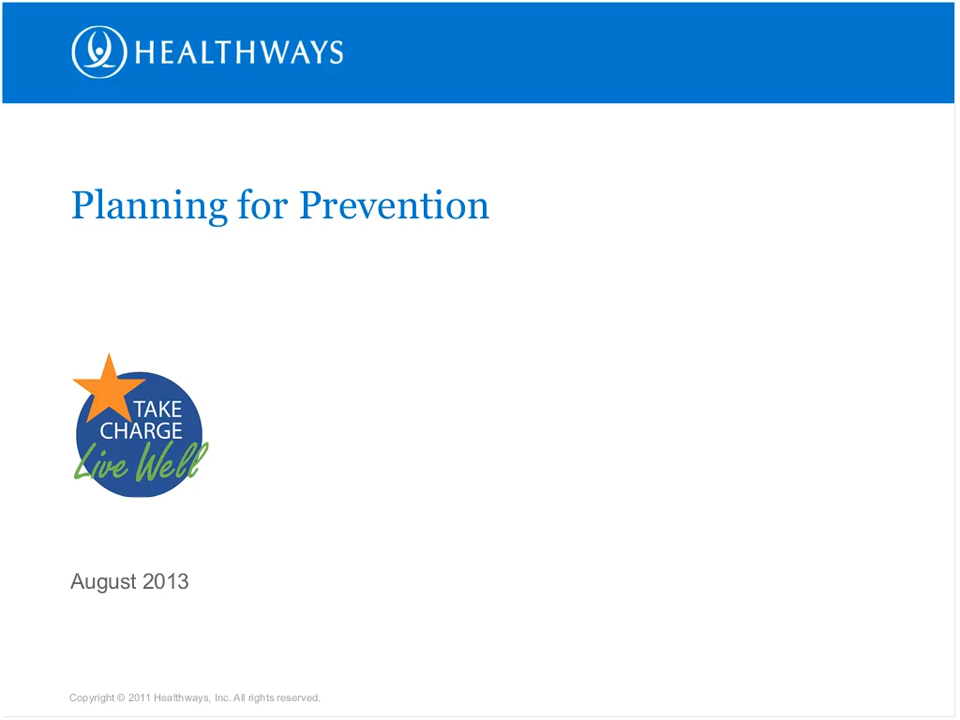 HEALTHWAYS
Planning for Prevention
TAKE
CHARGE
Live Well
August 2013
Copyright © 2011 Healthways, Inc. All rights reserved.